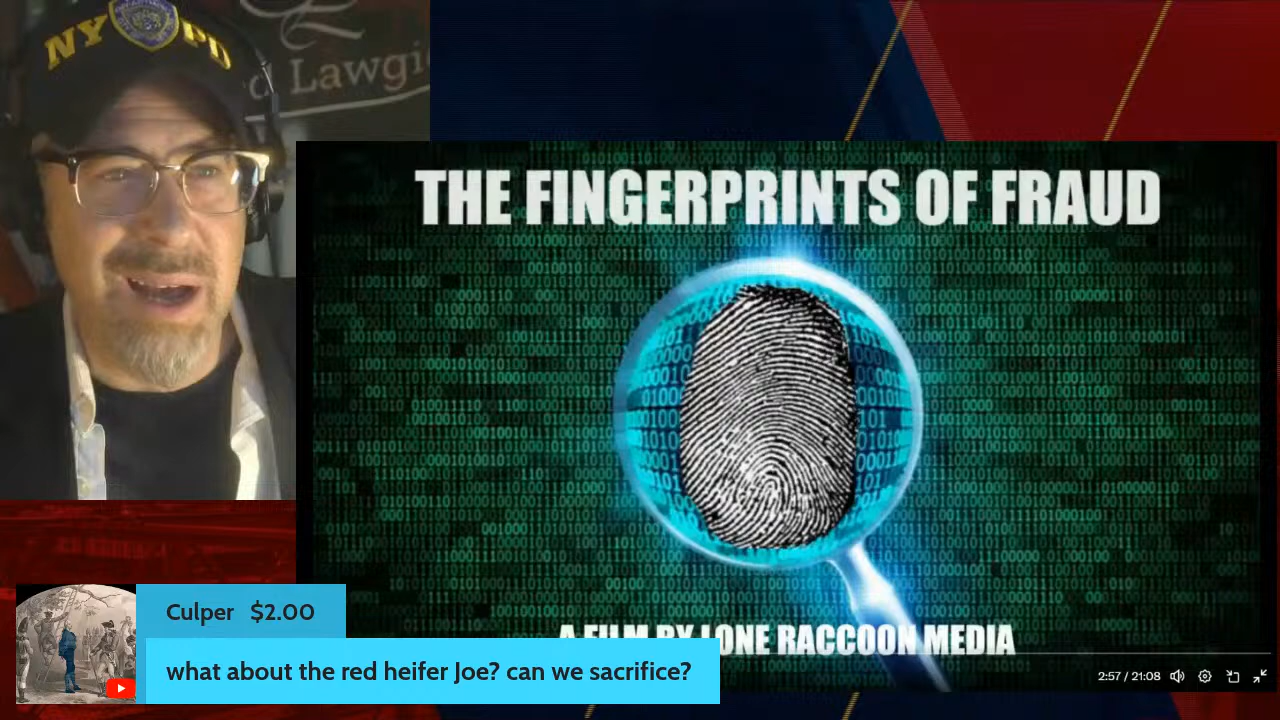 NYPD
d Lawgi
THE FINGERPRINTS OF FRAUD
A FILM BY LONE RACCOON MEDIA
2:57 / 21:08
Culper $2.00
what about the red heifer Joe? can we sacrifice?